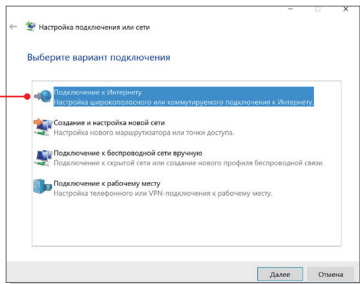 Настройка подключения или сети
Выберите вариант подключения
Подключение к Интернету
Настройка широкополосного или коммутируемого подключения к Интернету.
Создание и настройка новой сети
Настройка нового маршрутизатора или точки доступа.
Подключение к беспроводной сети вручную
Подключение к скрытой сети или создание нового профиля беспроводной связи.
Подключение к рабочему месту
Настройка телефонного или VPN-подключения к рабочему месту.
Далее Отмена